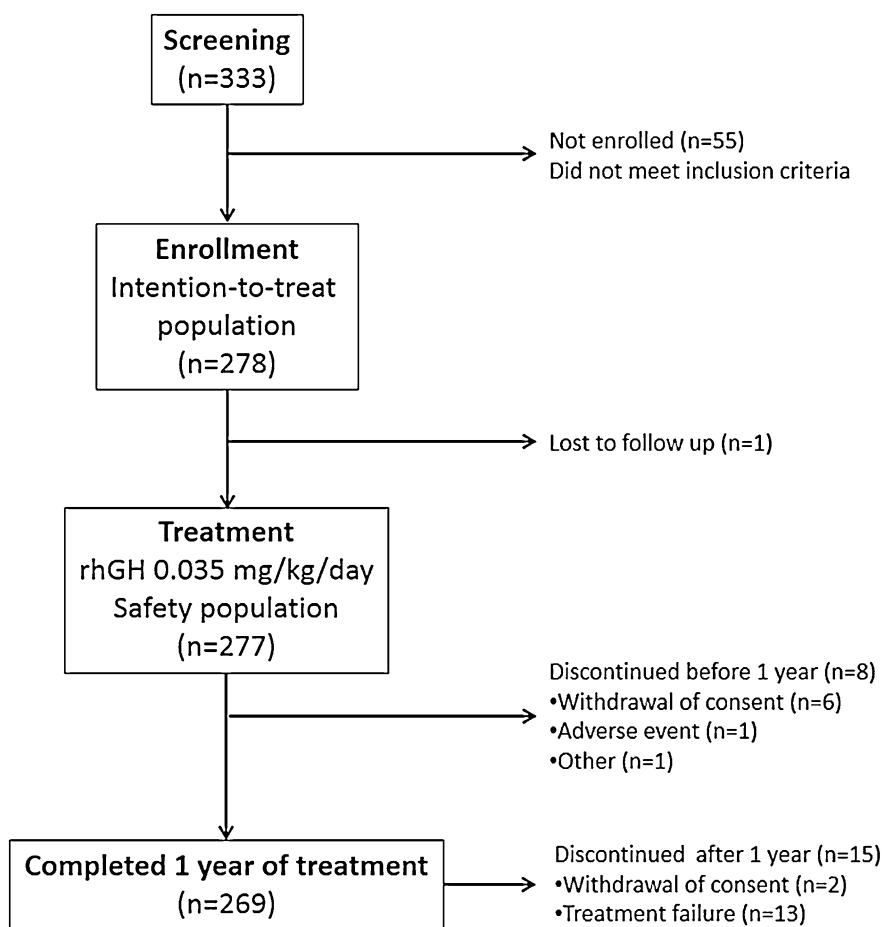 Screening
(n=333)
Not enrolled (n=55)
Did not meet inclusion criteria
Enrollment
Intention-to-treat
population
(n=278)
Lost to follow up (n=1)
Treatment
rhGH 0.035 mg/kg/day
Safety population
(n=277)
Discontinued before 1 year (n=8)
•Withdrawal of consent (n=6)
•Adverse event (n=1)
•Other (n=1)
Completed 1 year of treatment
(n=269)
Discontinued after 1 year (n=15)
•Withdrawal of consent (n=2)
•Treatment failure (n=13)